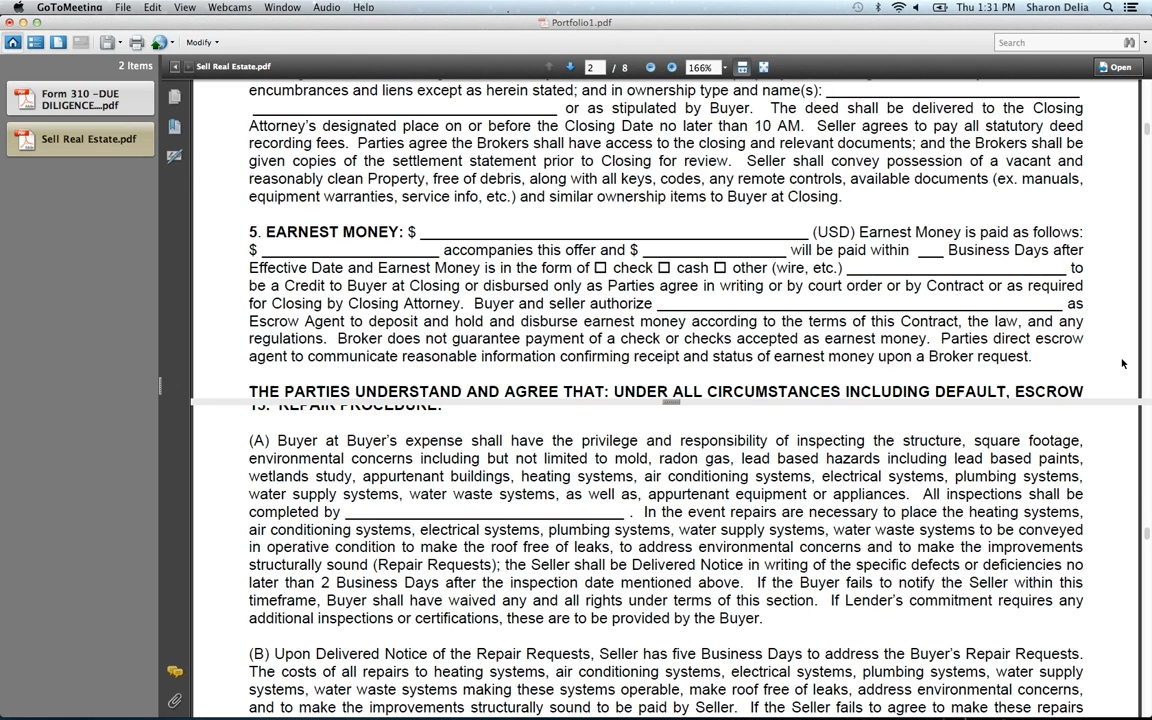 GoToMeeting File Edit View Webcams Window Audio Help Thu 1:31 PM Sharon Delia
Portfolio1.pdf
Modify Search
2 Items Sell Real Estate.pdf 2 / 8 166% Open
Form 310 -DUE
DILIGENCE....pdf
Sell Real Estate.pdf
encumbrances and liens except as herein stated; and in ownership type and name(s):
or as stipulated by Buyer. The deed shall be delivered to the Closing
Attorney's designated place on or before the Closing Date no later than 10 AM. Seller agrees to pay all statutory deed
recording fees. Parties agree the Brokers shall have access to the closing and relevant documents; and the Brokers shall be
given copies of the settlement statement prior to Closing for review. Seller shall convey possession of a vacant and
reasonably clean Property, free of debris, along with all keys, codes, any remote controls, available documents (ex. manuals,
equipment warranties, service info, etc.) and similar ownership items to Buyer at Closing.
5. EARNEST MONEY: $ ____ (USD) Earnest Money is paid as follows:
$ ____ accompanies this offer and $ ____ will be paid within ___ Business Days after
Effective Date and Earnest Money is in the form of ☐ check ☐ cash ☐ other (wire, etc.) ____ to
be a Credit to Buyer at Closing or disbursed only as Parties agree in writing or by court order or by Contract or as required
for Closing by Closing Attorney. Buyer and seller authorize ____ as
Escrow Agent to deposit and hold and disburse earnest money according to the terms of this Contract, the law, and any
regulations. Broker does not guarantee payment of a check or checks accepted as earnest money. Parties direct escrow
agent to communicate reasonable information confirming receipt and status of earnest money upon a Broker request.
THE PARTIES UNDERSTAND AND AGREE THAT: UNDER ALL CIRCUMSTANCES INCLUDING DEFAULT, ESCROW
REPAIR PROCEDURE:
(A) Buyer at Buyer's expense shall have the privilege and responsibility of inspecting the structure, square footage,
environmental concerns including but not limited to mold, radon gas, lead based hazards including lead based paints,
wetlands study, appurtenant buildings, heating systems, air conditioning systems, electrical systems, plumbing systems,
water supply systems, water waste systems, as well as, appurtenant equipment or appliances. All inspections shall be
completed by ____ . In the event repairs are necessary to place the heating systems,
air conditioning systems, electrical systems, plumbing systems, water supply systems, water waste systems to be conveyed
in operative condition to make the roof free of leaks, to address environmental concerns and to make the improvements
structurally sound (Repair Requests); the Seller shall be Delivered Notice in writing of the specific defects or deficiencies no
later than 2 Business Days after the inspection date mentioned above. If the Buyer fails to notify the Seller within this
timeframe, Buyer shall have waived any and all rights under terms of this section. If Lender's commitment requires any
additional inspections or certifications, these are to be provided by the Buyer.
(B) Upon Delivered Notice of the Repair Requests, Seller has five Business Days to address the Buyer's Repair Requests.
The costs of all repairs to heating systems, air conditioning systems, electrical systems, plumbing systems, water supply
systems, water waste systems making these systems operable, make roof free of leaks, address environmental concerns,
and to make the improvements structurally sound to be paid by Seller. If the Seller fails to agree to make these repairs